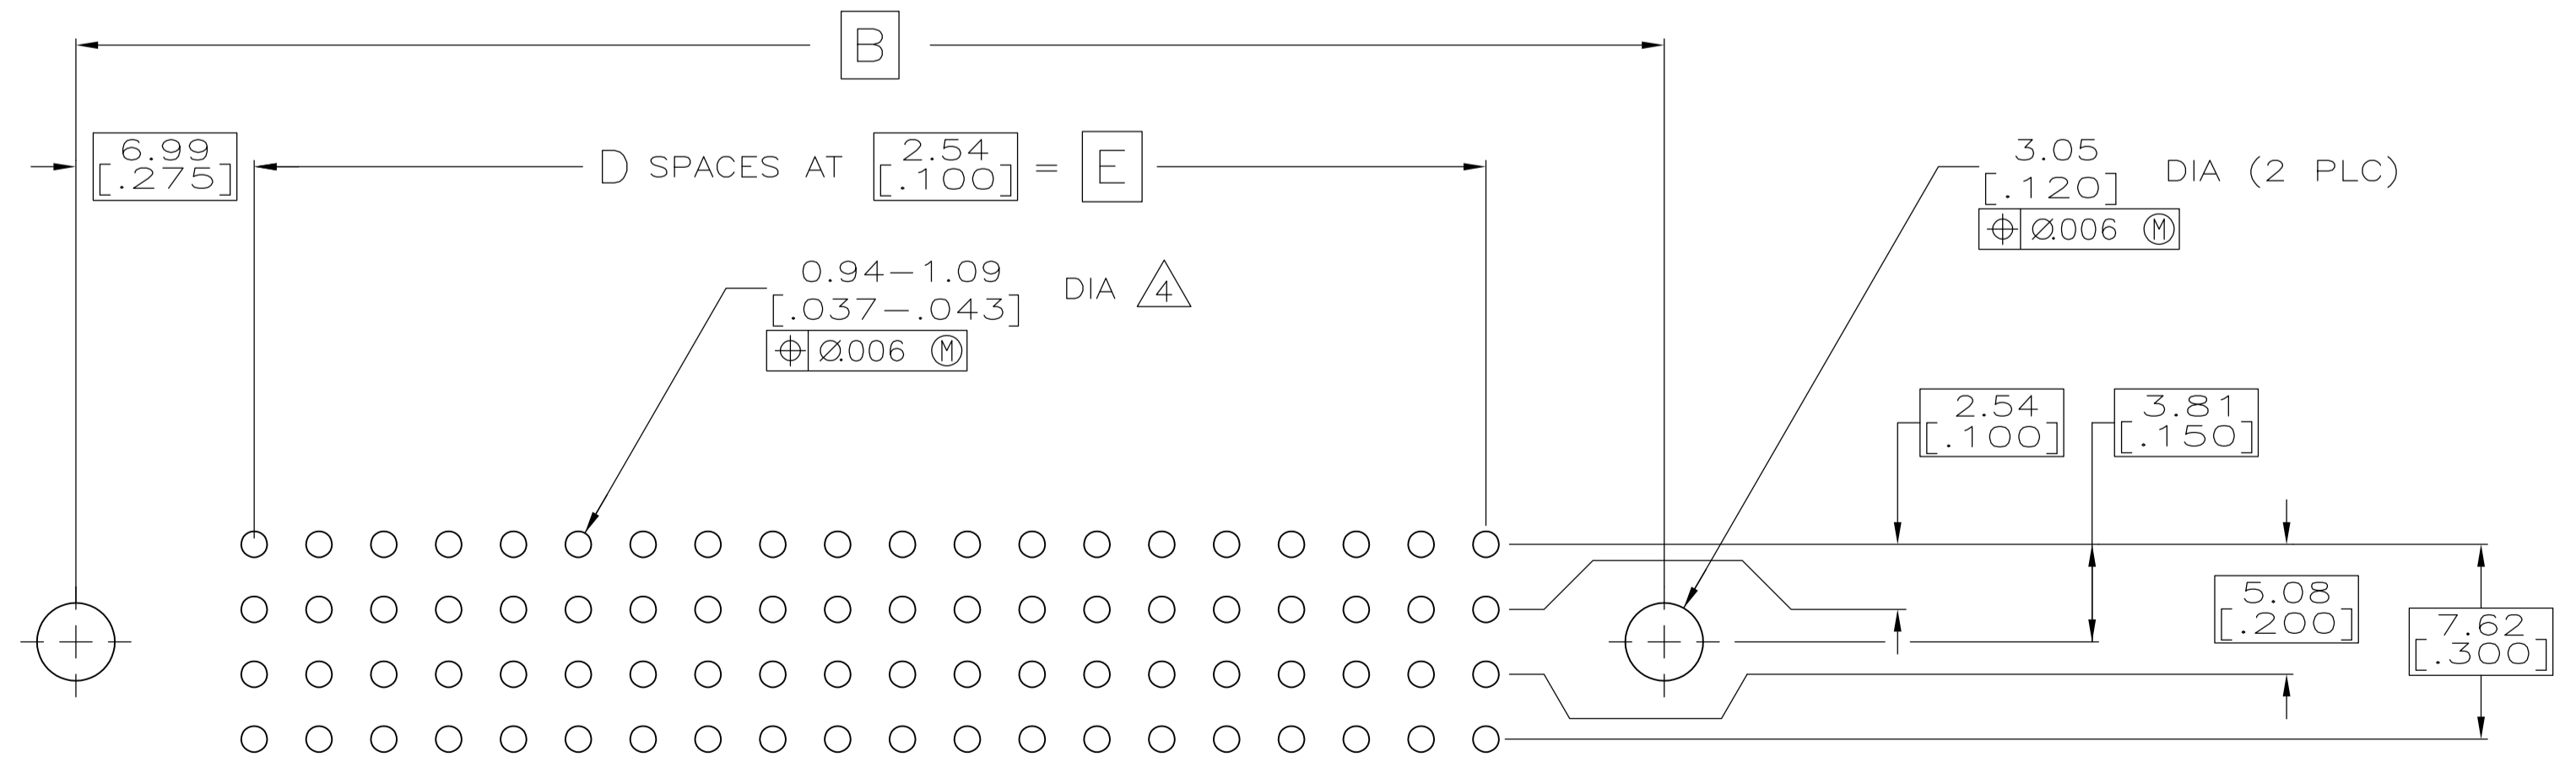 B
6.99
[.275]
D SPACES AT 2.54 [.100] = E
3.05
[.120]
DIA (2 PLC)
⌖ Ø.006 Ⓜ
0.94-1.09
[.037-.043]
DIA 4
⌖ Ø.006 Ⓜ
2.54
[.100]
3.81
[.150]
5.08
[.200]
7.62
[.300]